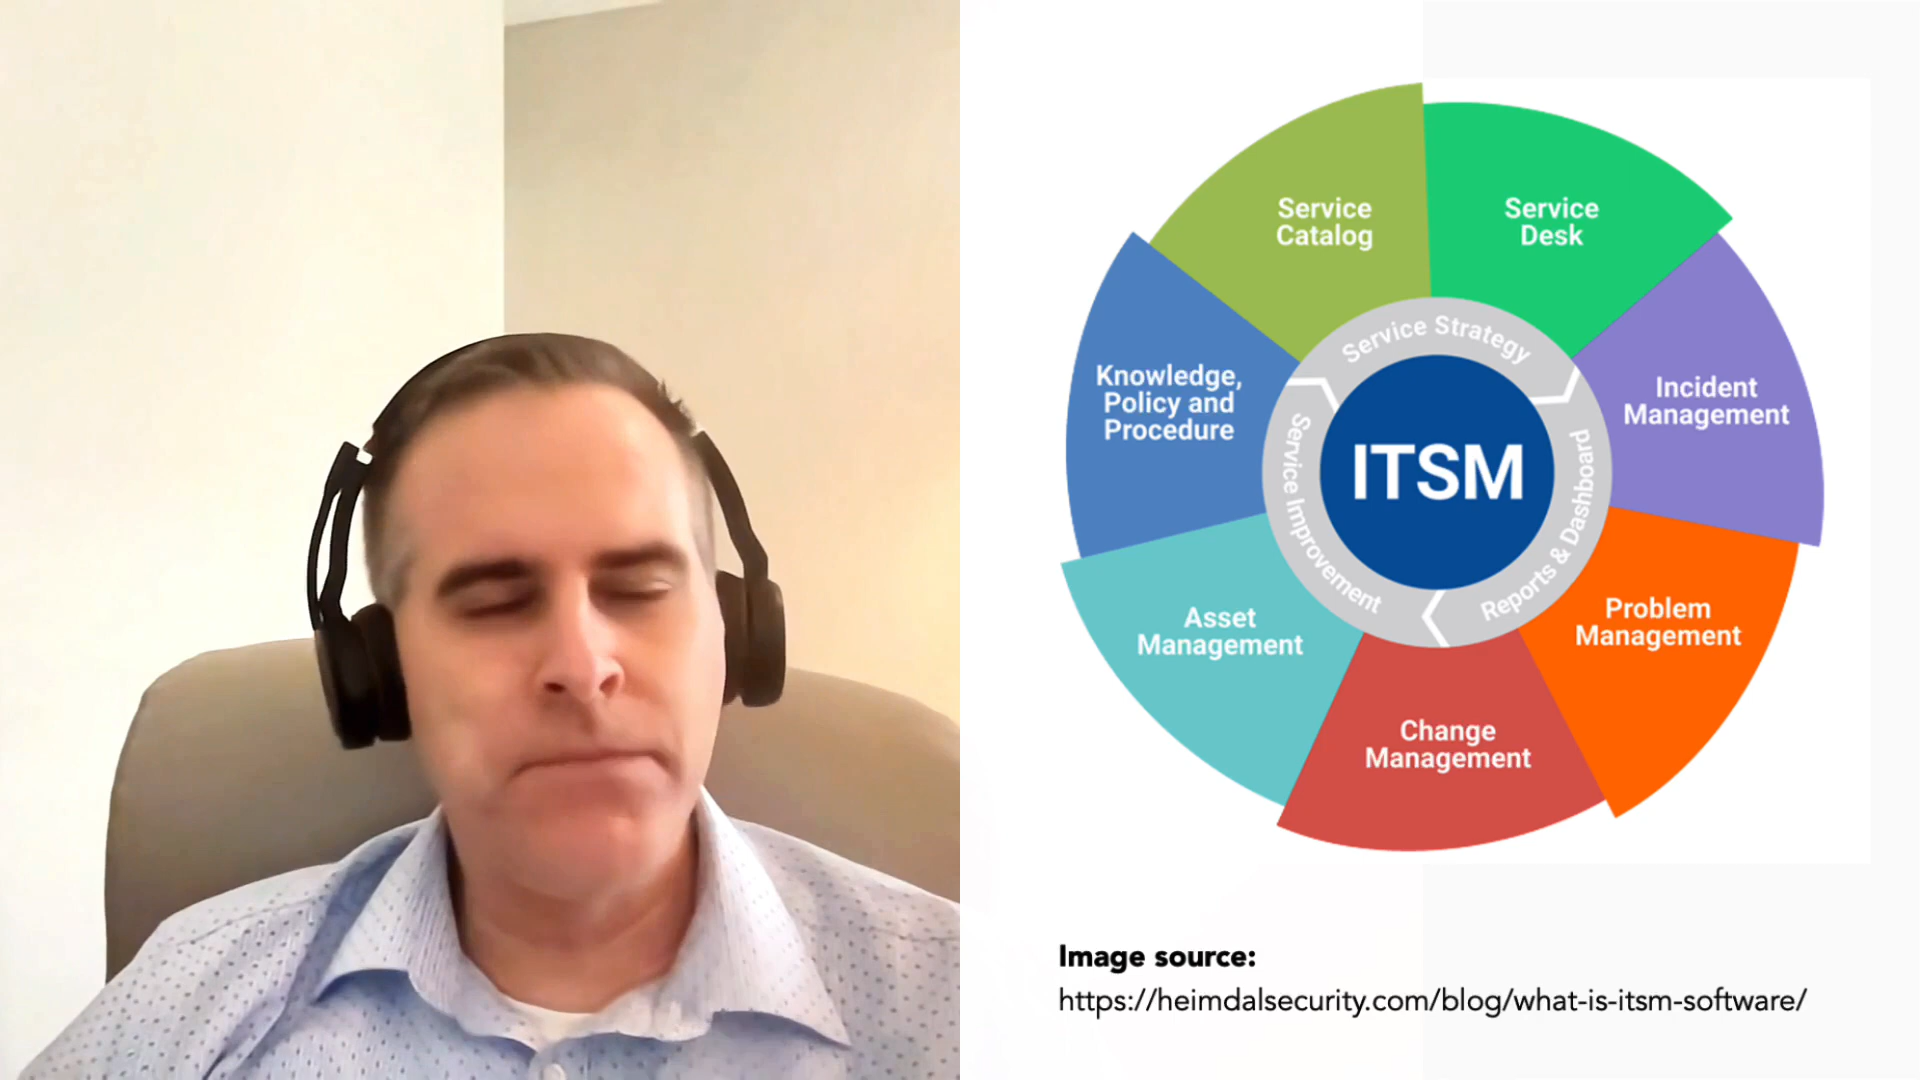 Service
Catalog
Service
Desk
Knowledge,
Policy and
Procedure
Incident
Management
Service Strategy
ITSM
Service Improvement
Reports & Dashboard
Asset
Management
Problem
Management
Change
Management
Image source:
https://heimdalsecurity.com/blog/what-is-itsm-software/